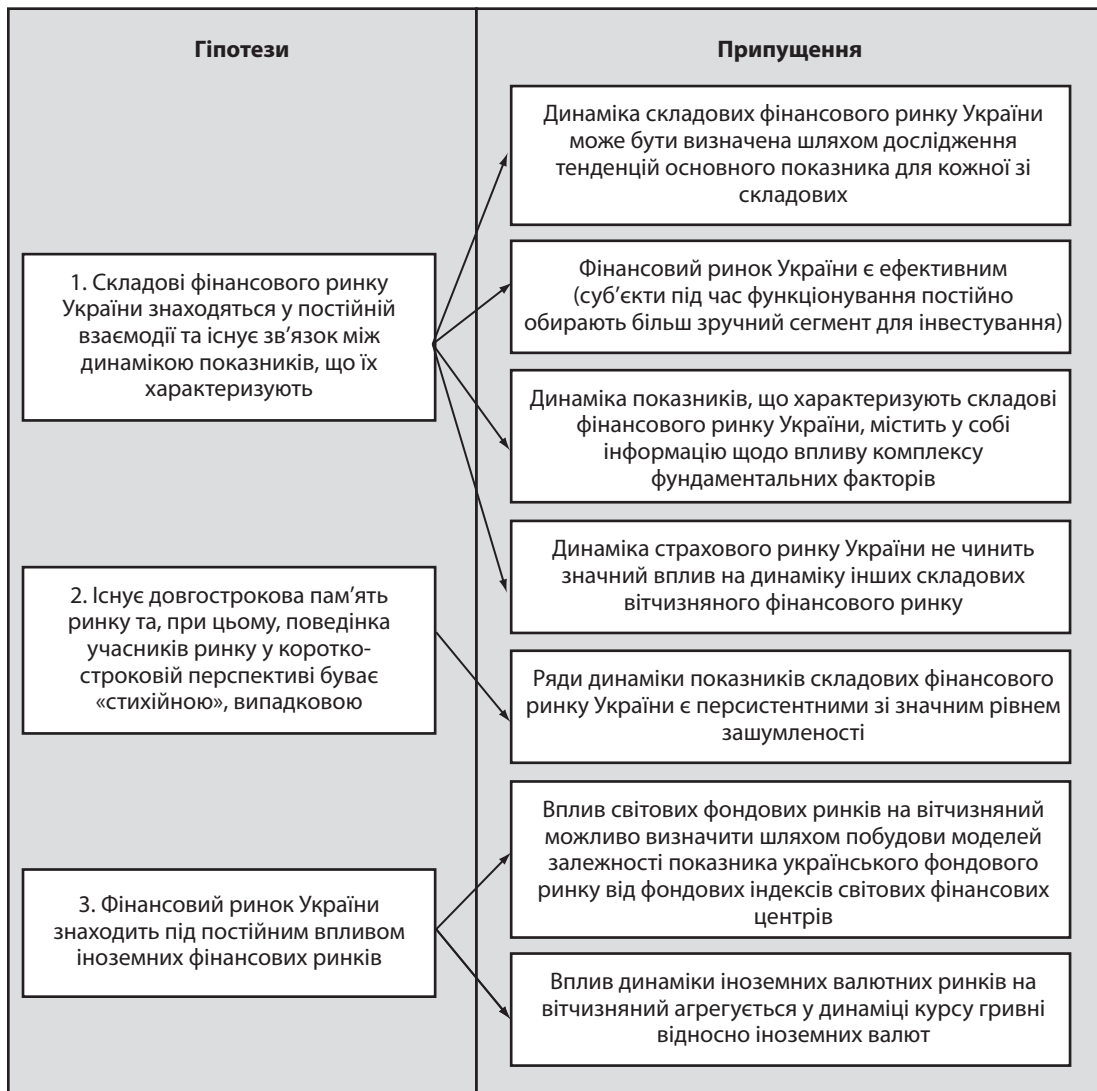 Гіпотези
Припущення
1. Складові фінансового ринку
України знаходяться у постійній
взаємодії та існує зв’язок між
динамікою показників, що їх
характеризують
2. Існує довгострокова пам’ять
ринку та, при цьому, поведінка
учасників ринку у коротко-
строковій перспективі буває
«стихійною», випадковою
3. Фінансовий ринок України
знаходить під постійним впливом
іноземних фінансових ринків
Динаміка складових фінансового ринку України
може бути визначена шляхом дослідження
тенденцій основного показника для кожної зі
складових
Фінансовий ринок України є ефективним
(суб’єкти під час функціонування постійно
обирають більш зручний сегмент для інвестування)
Динаміка показників, що характеризують складові
фінансового ринку України, містить у собі
інформацію щодо впливу комплексу
фундаментальних факторів
Динаміка страхового ринку України не чинить
значний вплив на динаміку інших складових
вітчизняного фінансового ринку
Ряди динаміки показників складових фінансового
ринку України є персистентними зі значним рівнем
зашумленості
Вплив світових фондових ринків на вітчизняний
можливо визначити шляхом побудови моделей
залежності показника українського фондового
ринку від фондових індексів світових фінансових
центрів
Вплив динаміки іноземних валютних ринків на
вітчизняний агрегується у динаміці курсу гривні
відносно іноземних валют